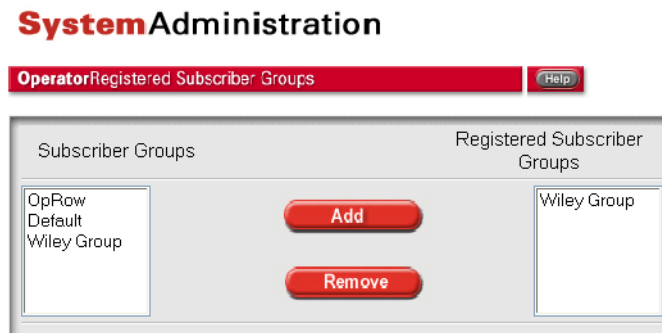 SystemAdministration
OperatorRegistered Subscriber Groups
Help
Subscriber Groups
Registered Subscriber
Groups
OpRow
Default
Wiley Group
Add
Remove
Wiley Group